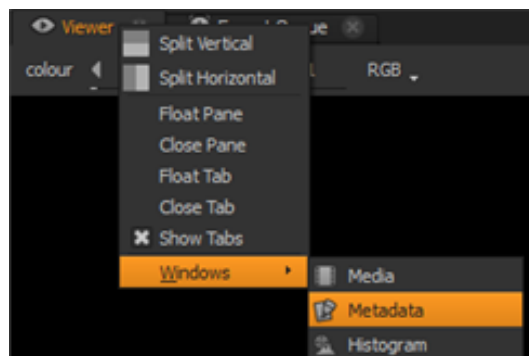 Viewer
colour RGB
Split Vertical
Split Horizontal
Float Pane
Close Pane
Float Tab
Close Tab
Show Tabs
Windows
Media
Metadata
Histogram